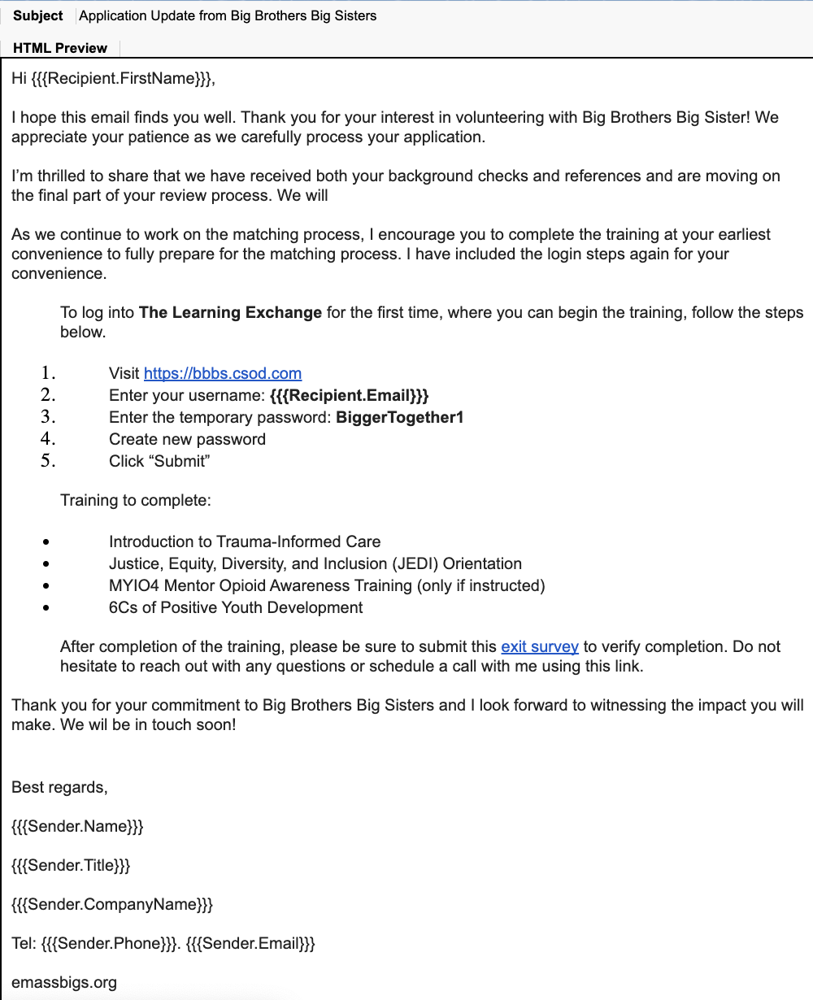 Subject Application Update from Big Brothers Big Sisters
HTML Preview
Hi {{{Recipient.FirstName}}},
I hope this email finds you well. Thank you for your interest in volunteering with Big Brothers Big Sister! We
appreciate your patience as we carefully process your application.
I’m thrilled to share that we have received both your background checks and references and are moving on
the final part of your review process. We will
As we continue to work on the matching process, I encourage you to complete the training at your earliest
convenience to fully prepare for the matching process. I have included the login steps again for your
convenience.
To log into The Learning Exchange for the first time, where you can begin the training, follow the steps
below.
1. Visit https://bbbs.csod.com
2. Enter your username: {{{Recipient.Email}}}
3. Enter the temporary password: BiggerTogether1
4. Create new password
5. Click “Submit”
Training to complete:
• Introduction to Trauma-Informed Care
• Justice, Equity, Diversity, and Inclusion (JEDI) Orientation
• MYIO4 Mentor Opioid Awareness Training (only if instructed)
• 6Cs of Positive Youth Development
After completion of the training, please be sure to submit this exit survey to verify completion. Do not
hesitate to reach out with any questions or schedule a call with me using this link.
Thank you for your commitment to Big Brothers Big Sisters and I look forward to witnessing the impact you will
make. We wil be in touch soon!
Best regards,
{{{Sender.Name}}}
{{{Sender.Title}}}
{{{Sender.CompanyName}}}
Tel: {{{Sender.Phone}}}. {{{Sender.Email}}}
emassbigs.org